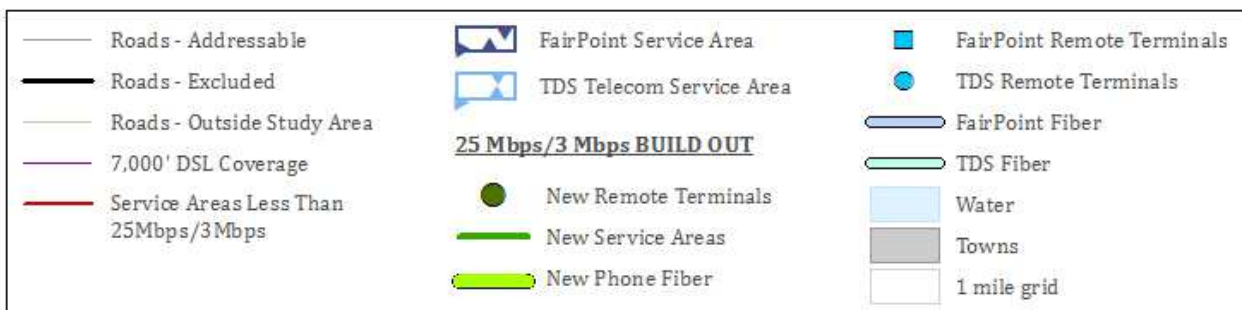 Roads - Addressable
Roads - Excluded
Roads - Outside Study Area
7,000' DSL Coverage
Service Areas Less Than
25Mbps/3Mbps
FairPoint Service Area
TDS Telecom Service Area
25 Mbps/3 Mbps BUILD OUT
New Remote Terminals
New Service Areas
New Phone Fiber
FairPoint Remote Terminals
TDS Remote Terminals
FairPoint Fiber
TDS Fiber
Water
Towns
1 mile grid